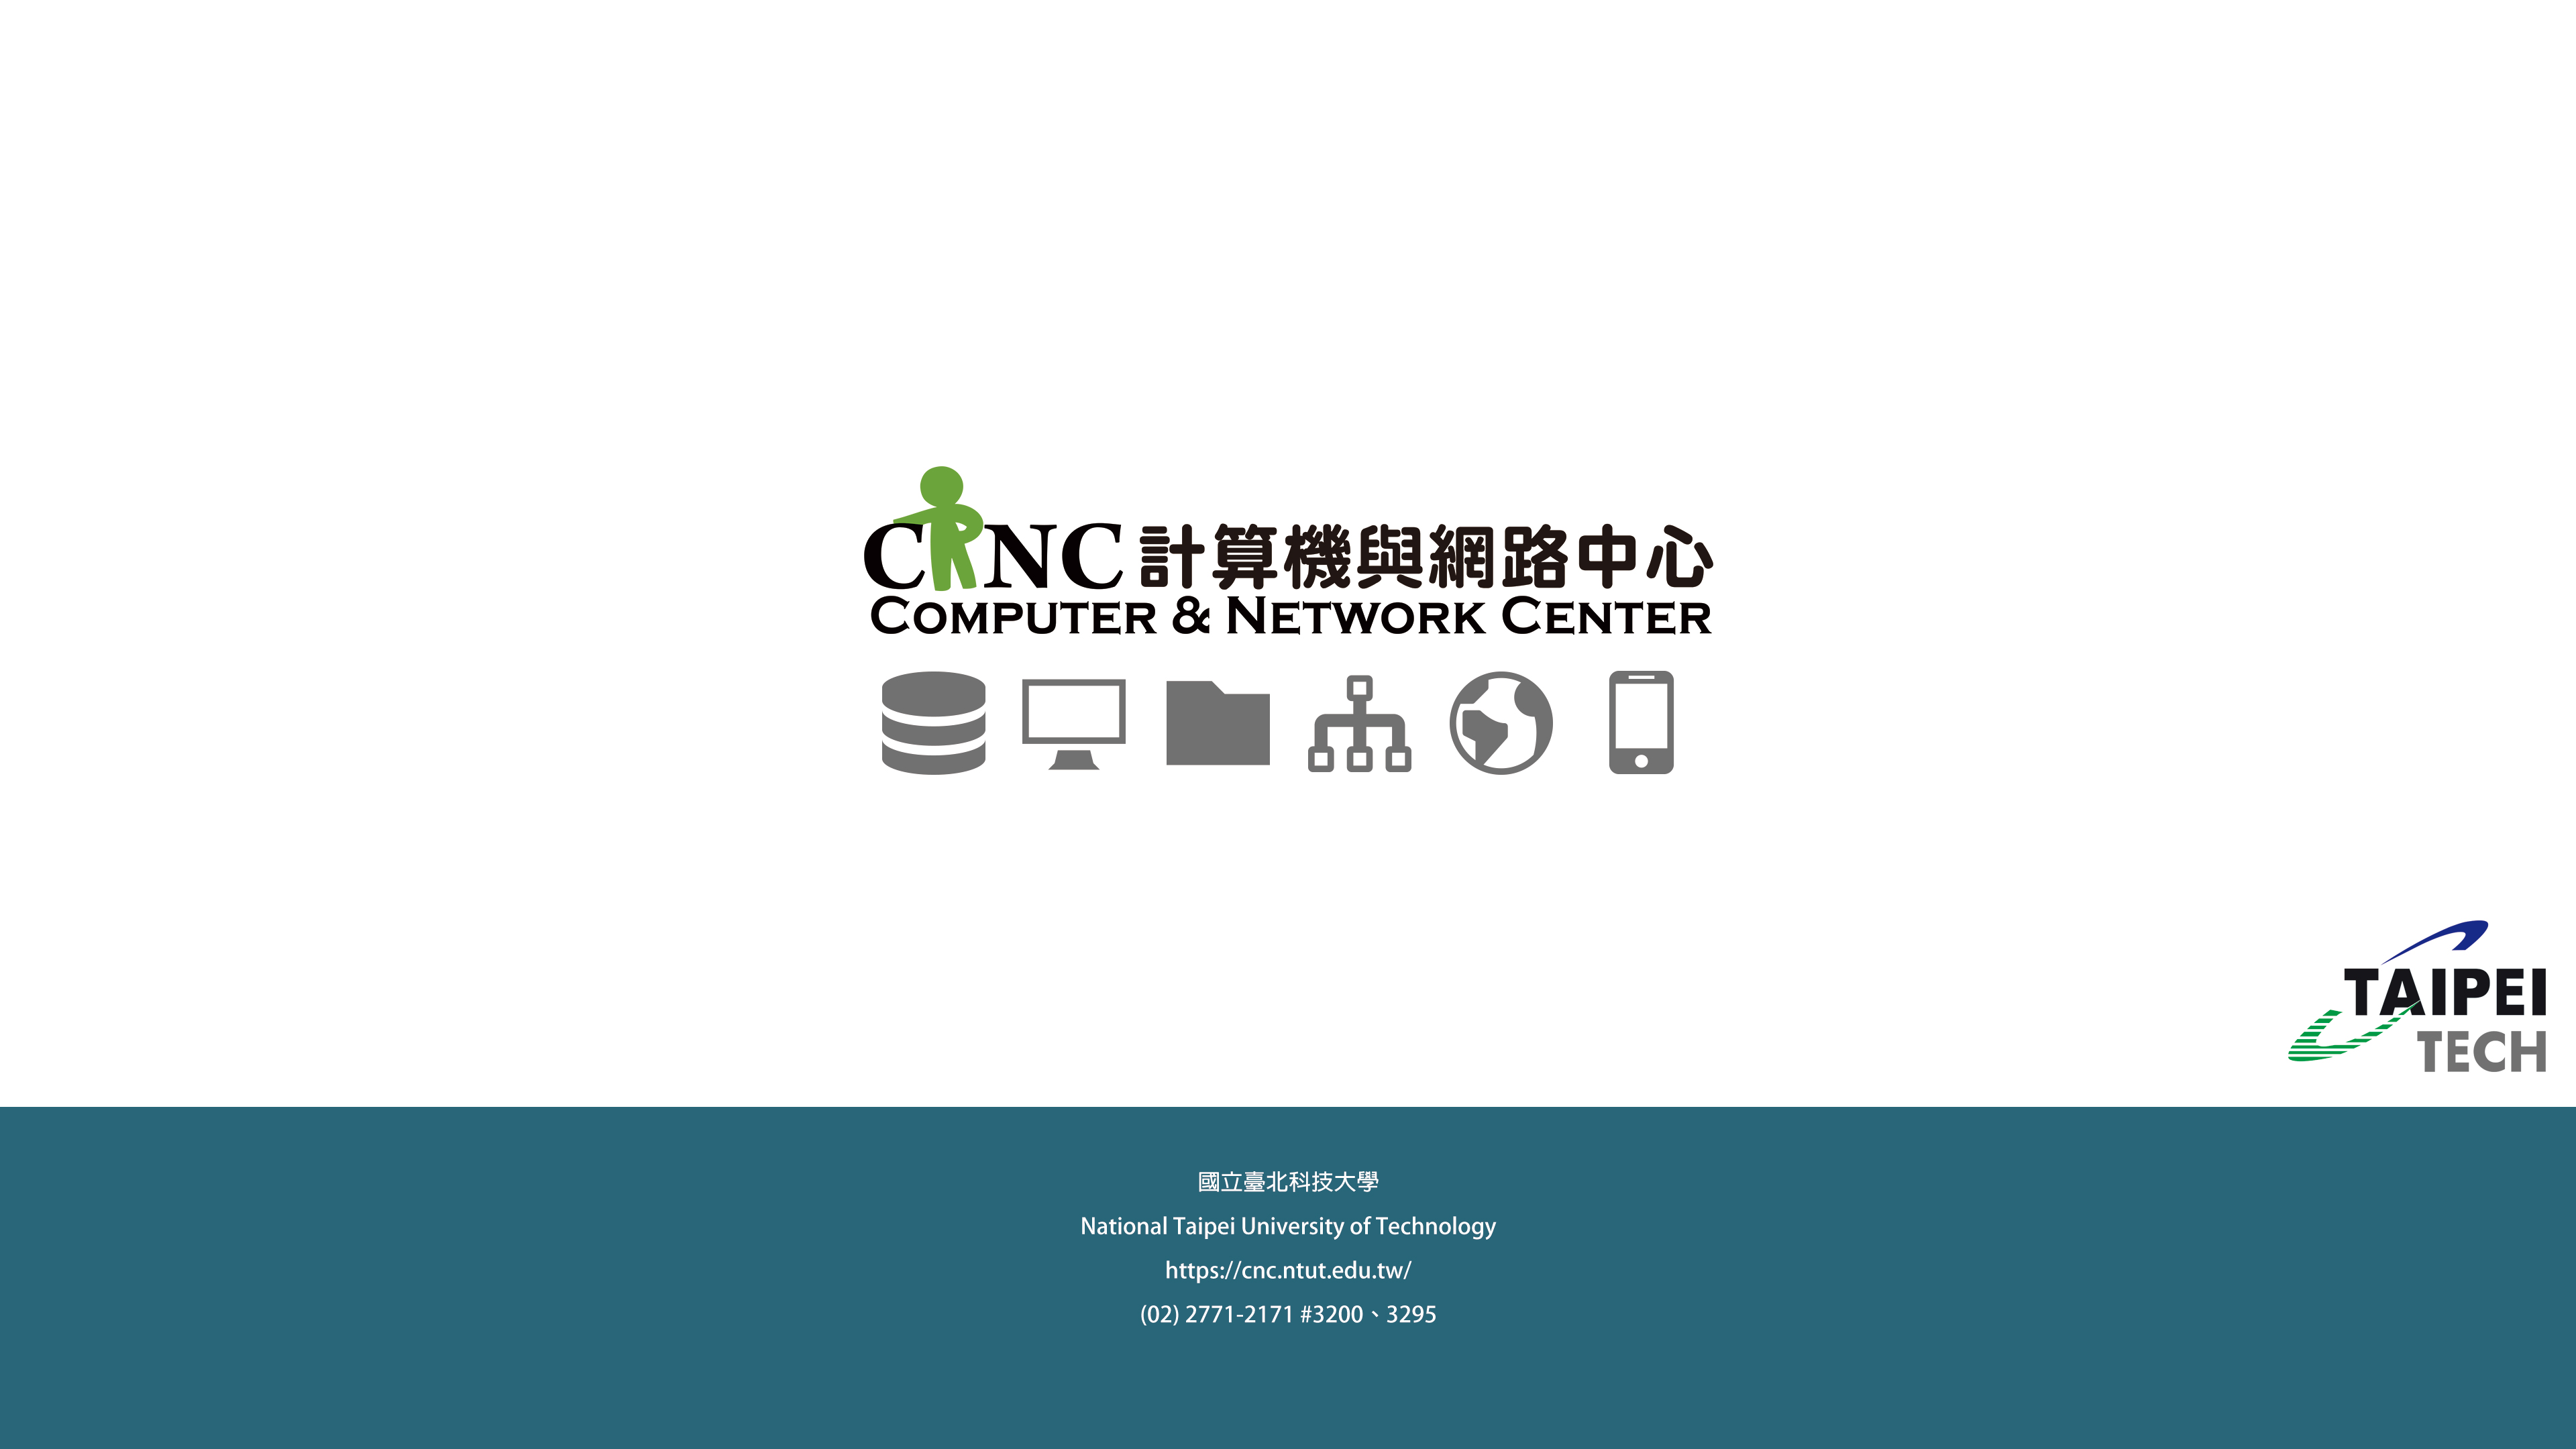 CNC 計算機與網路中心
COMPUTER & NETWORK CENTER
TAIPEI
TECH
國立臺北科技大學
National Taipei University of Technology
https://cnc.ntut.edu.tw/
(02) 2771-2171 #3200、3295